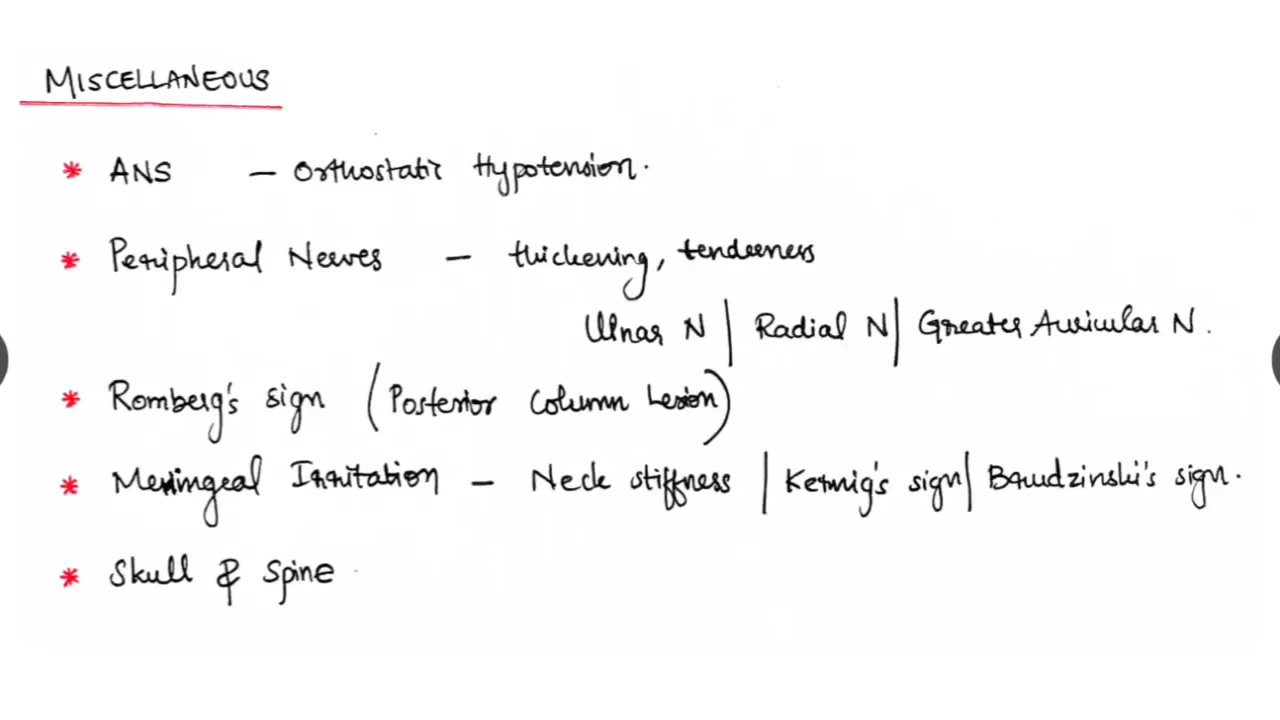 MISCELLANEOUS
* ANS — Orthostatic Hypotension.
* Peripheral Nerves — thickening, tenderness
Ulnar N | Radial N | Greater Auricular N.
* Romberg's sign (Posterior Column Lesion)
* Meningeal Irritation — Neck stiffness | Kernig's sign | Brudzinski's sign.
* Skull & Spine